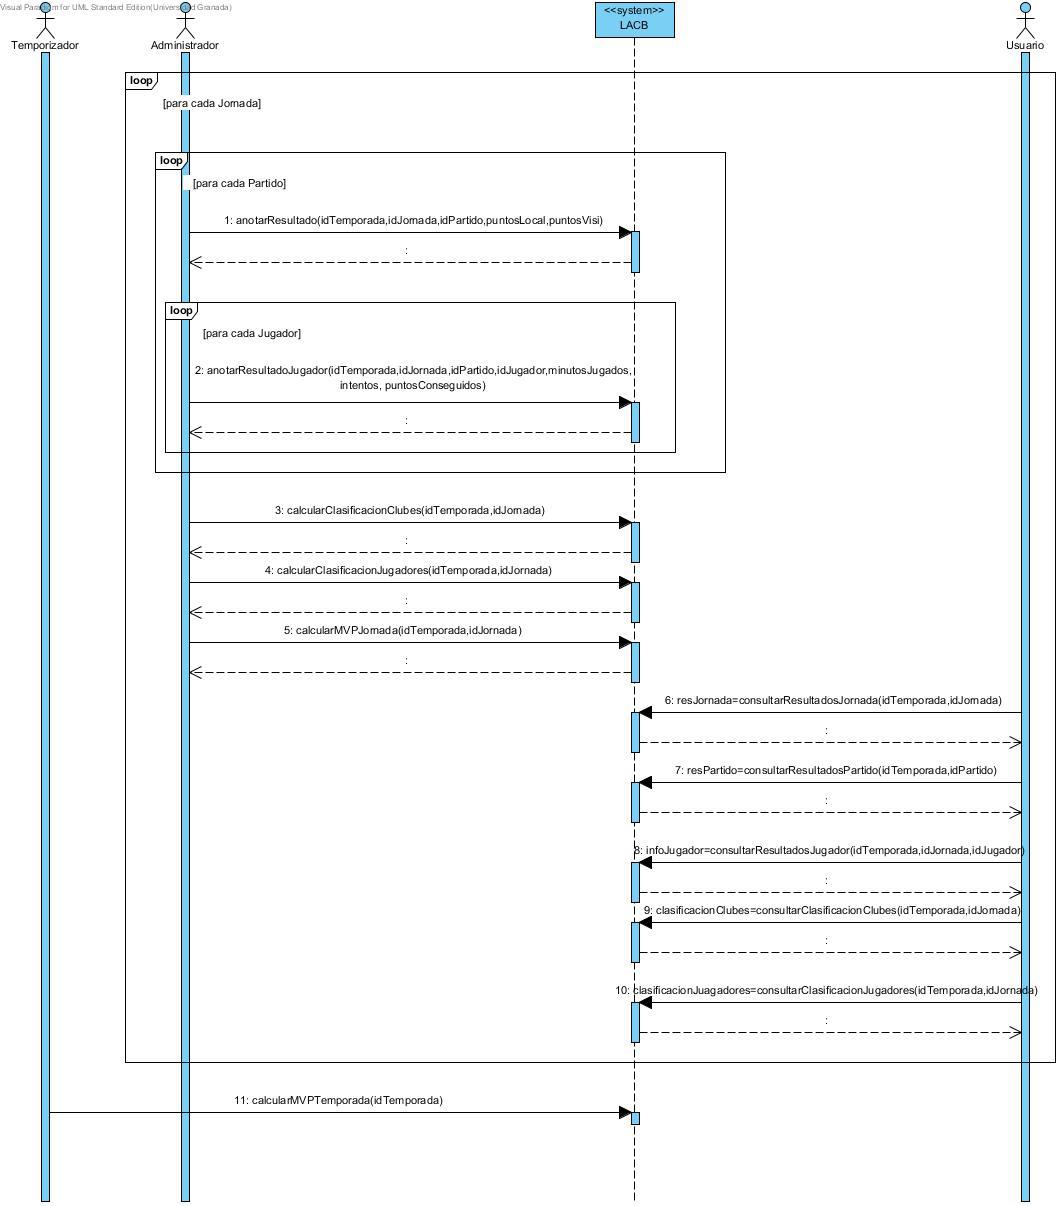 Visual Paradigm for UML Standard Edition(Universidad Granada)
<<system>>
LACB
Temporizador
Administrador
Usuario
loop
[para cada Jornada]
loop
[para cada Partido]
1: anotarResultado(idTemporada,idJornada,idPartido,puntosLocal,puntosVisi)
:
loop
[para cada Jugador]
2: anotarResultadoJugador(idTemporada,idJornada,idPartido,idJugador,minutosJugados,
intentos, puntosConseguidos)
:
3: calcularClasificacionClubes(idTemporada,idJornada)
:
4: calcularClasificacionJugadores(idTemporada,idJornada)
:
5: calcularMVPJornada(idTemporada,idJornada)
:
6: resJornada=consultarResultadosJornada(idTemporada,idJornada)
:
7: resPartido=consultarResultadosPartido(idTemporada,idPartido)
:
8: infoJugador=consultarResultadosJugador(idTemporada,idJornada,idJugador)
:
9: clasificacionClubes=consultarClasificacionClubes(idTemporada,idJornada)
:
10: clasificacionJuagadores=consultarClasificacionJugadores(idTemporada,idJornada)
:
11: calcularMVPTemporada(idTemporada)